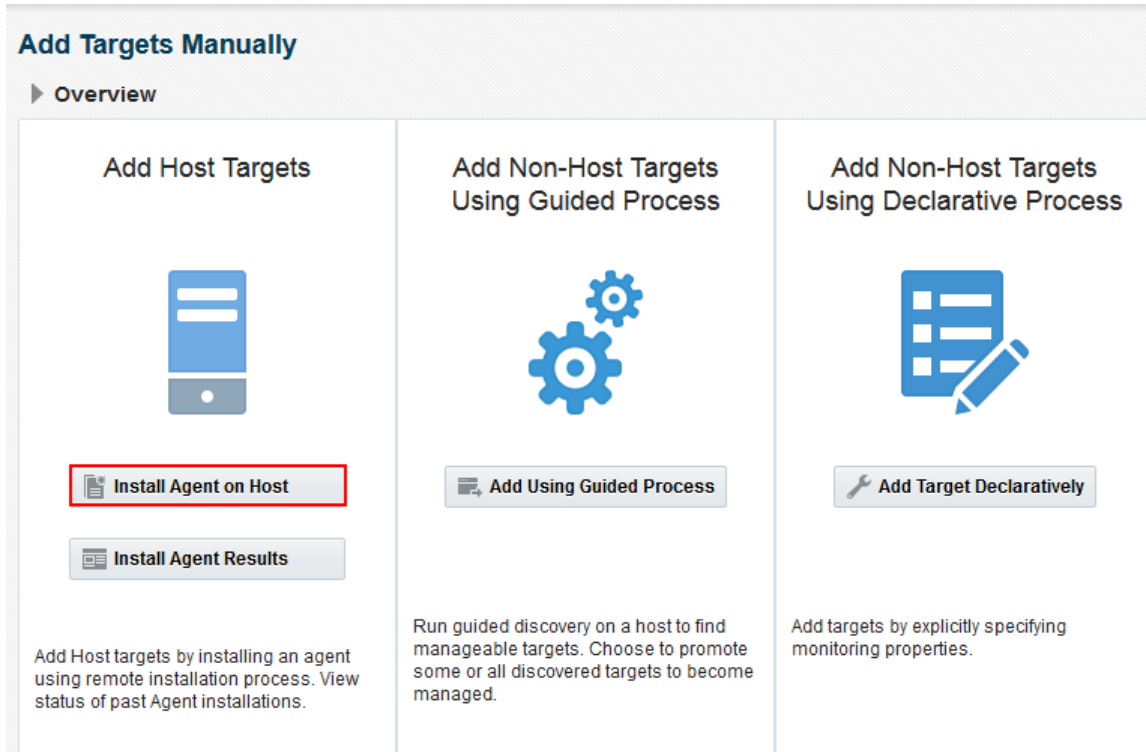 Add Targets Manually
Overview
Add Host Targets
Install Agent on Host
Install Agent Results
Add Host targets by installing an agent
using remote installation process. View
status of past Agent installations.
Add Non-Host Targets
Using Guided Process
Add Using Guided Process
Run guided discovery on a host to find
manageable targets. Choose to promote
some or all discovered targets to become
managed.
Add Non-Host Targets
Using Declarative Process
Add Target Declaratively
Add targets by explicitly specifying
monitoring properties.